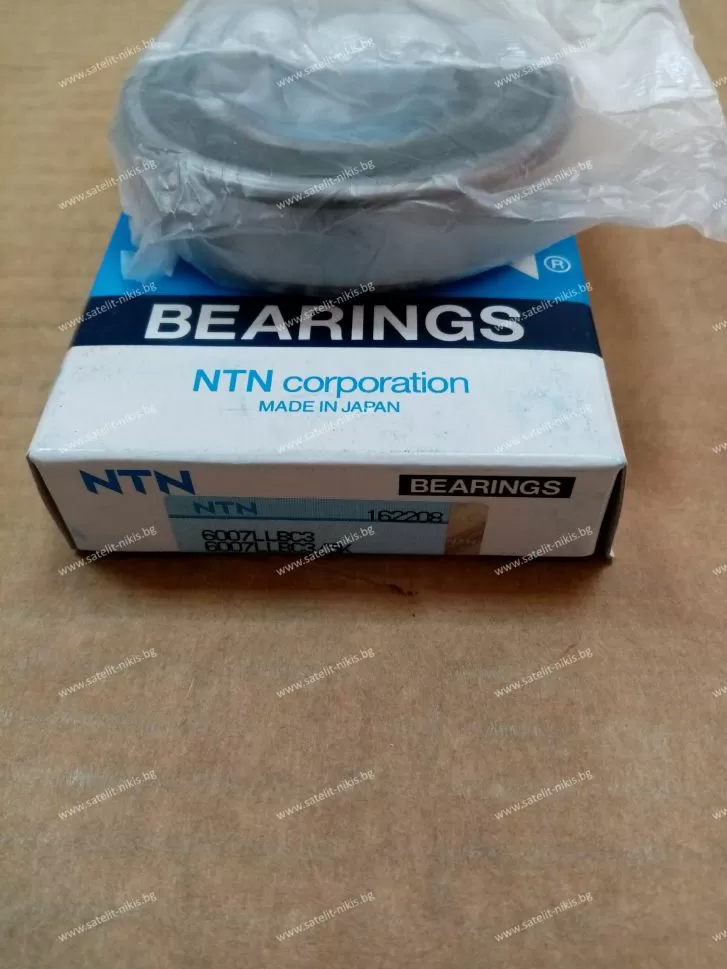 ®
BEARINGS
NTN corporation
MADE IN JAPAN
NTN BEARINGS
NTN 162208
6007LLBC3
www.satelit-nikis.bg